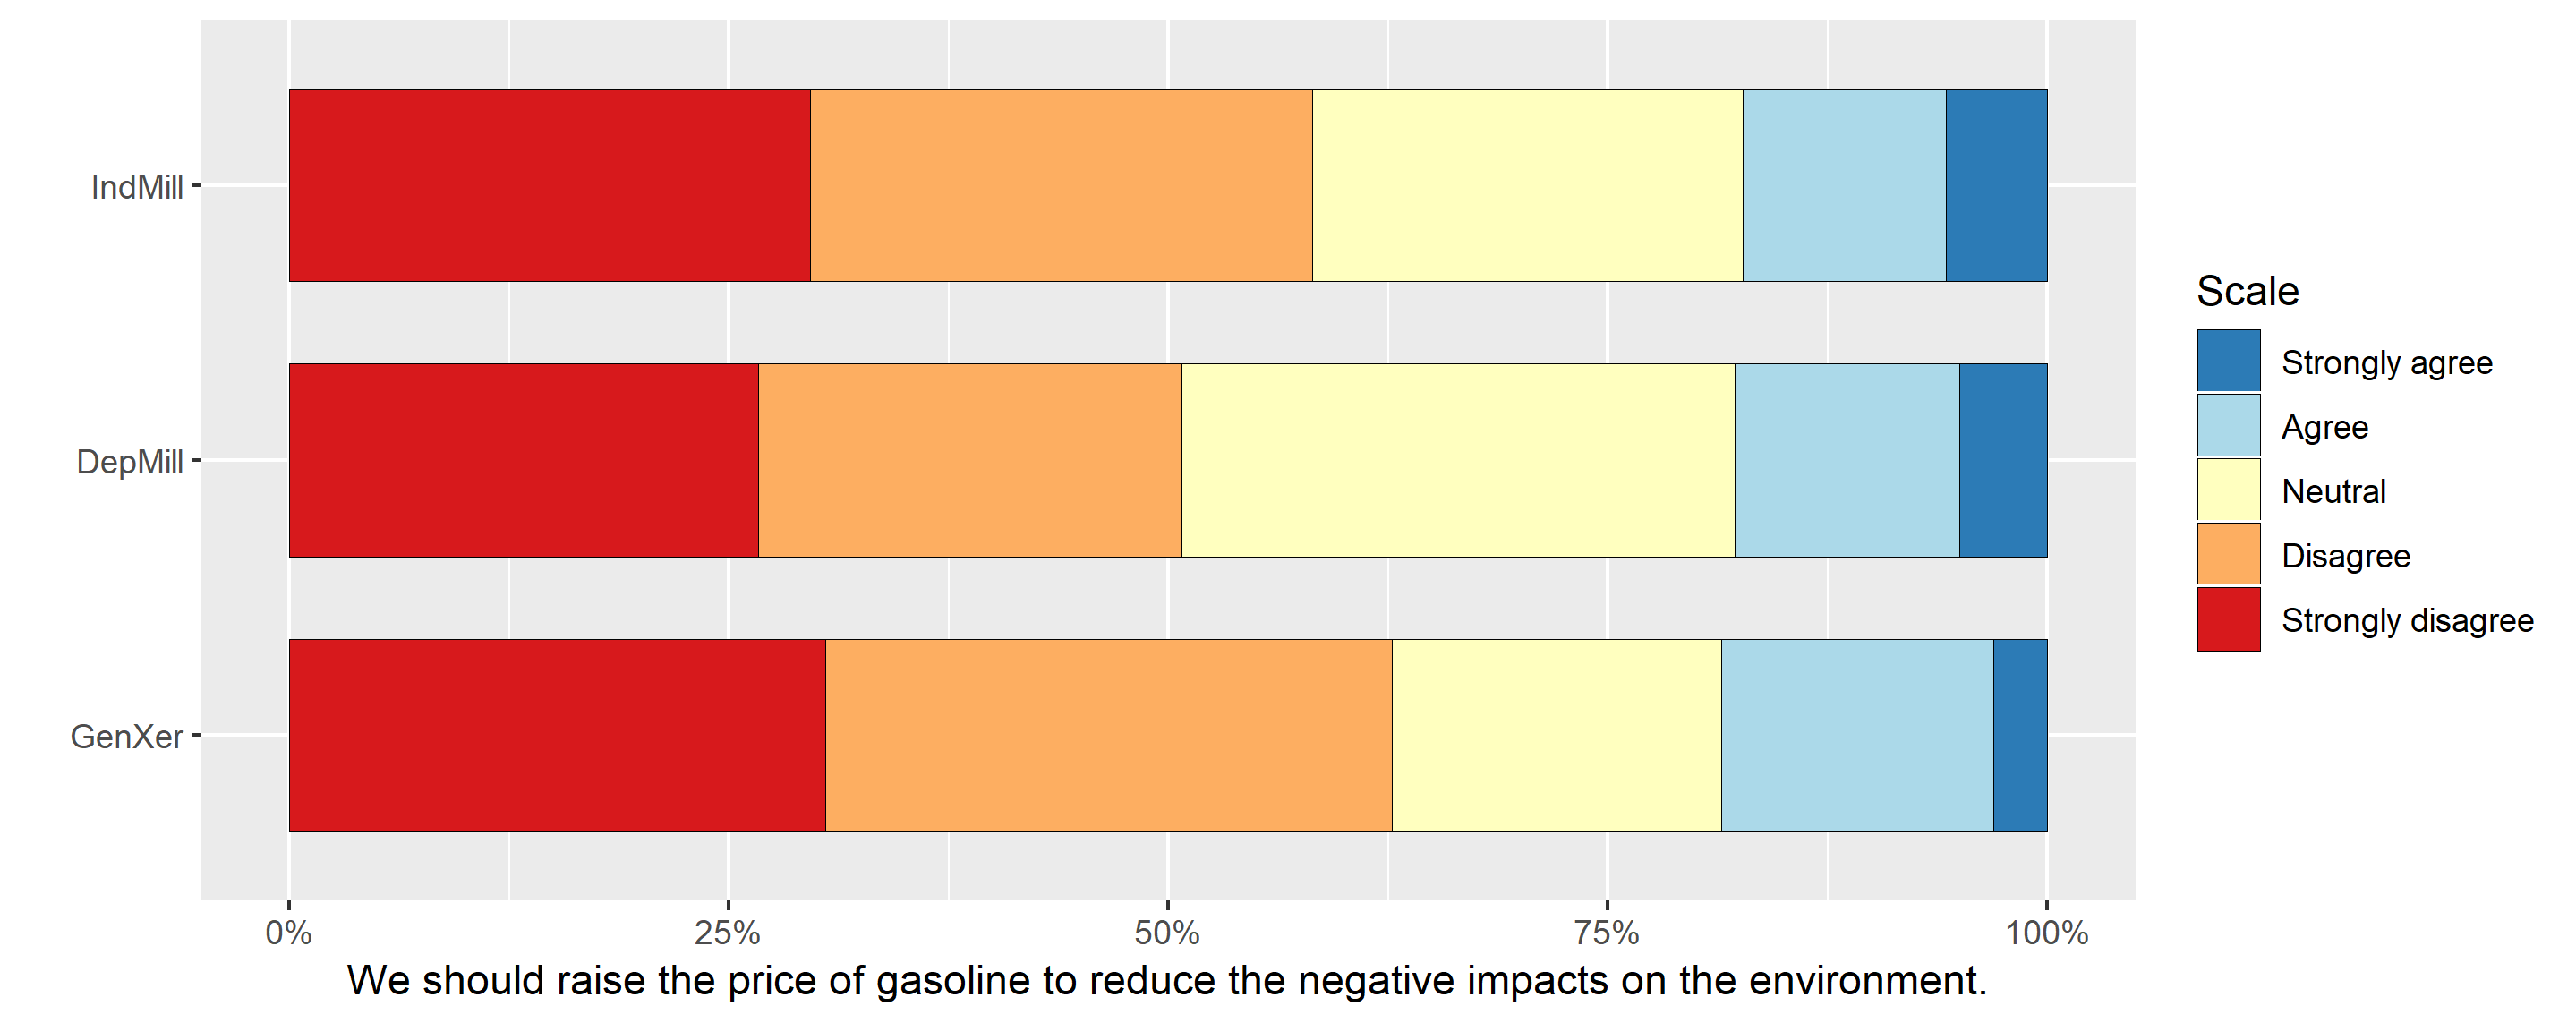 IndMill
DepMill
GenXer
0% 25% 50% 75% 100%
We should raise the price of gasoline to reduce the negative impacts on the environment.
Scale
Strongly agree
Agree
Neutral
Disagree
Strongly disagree